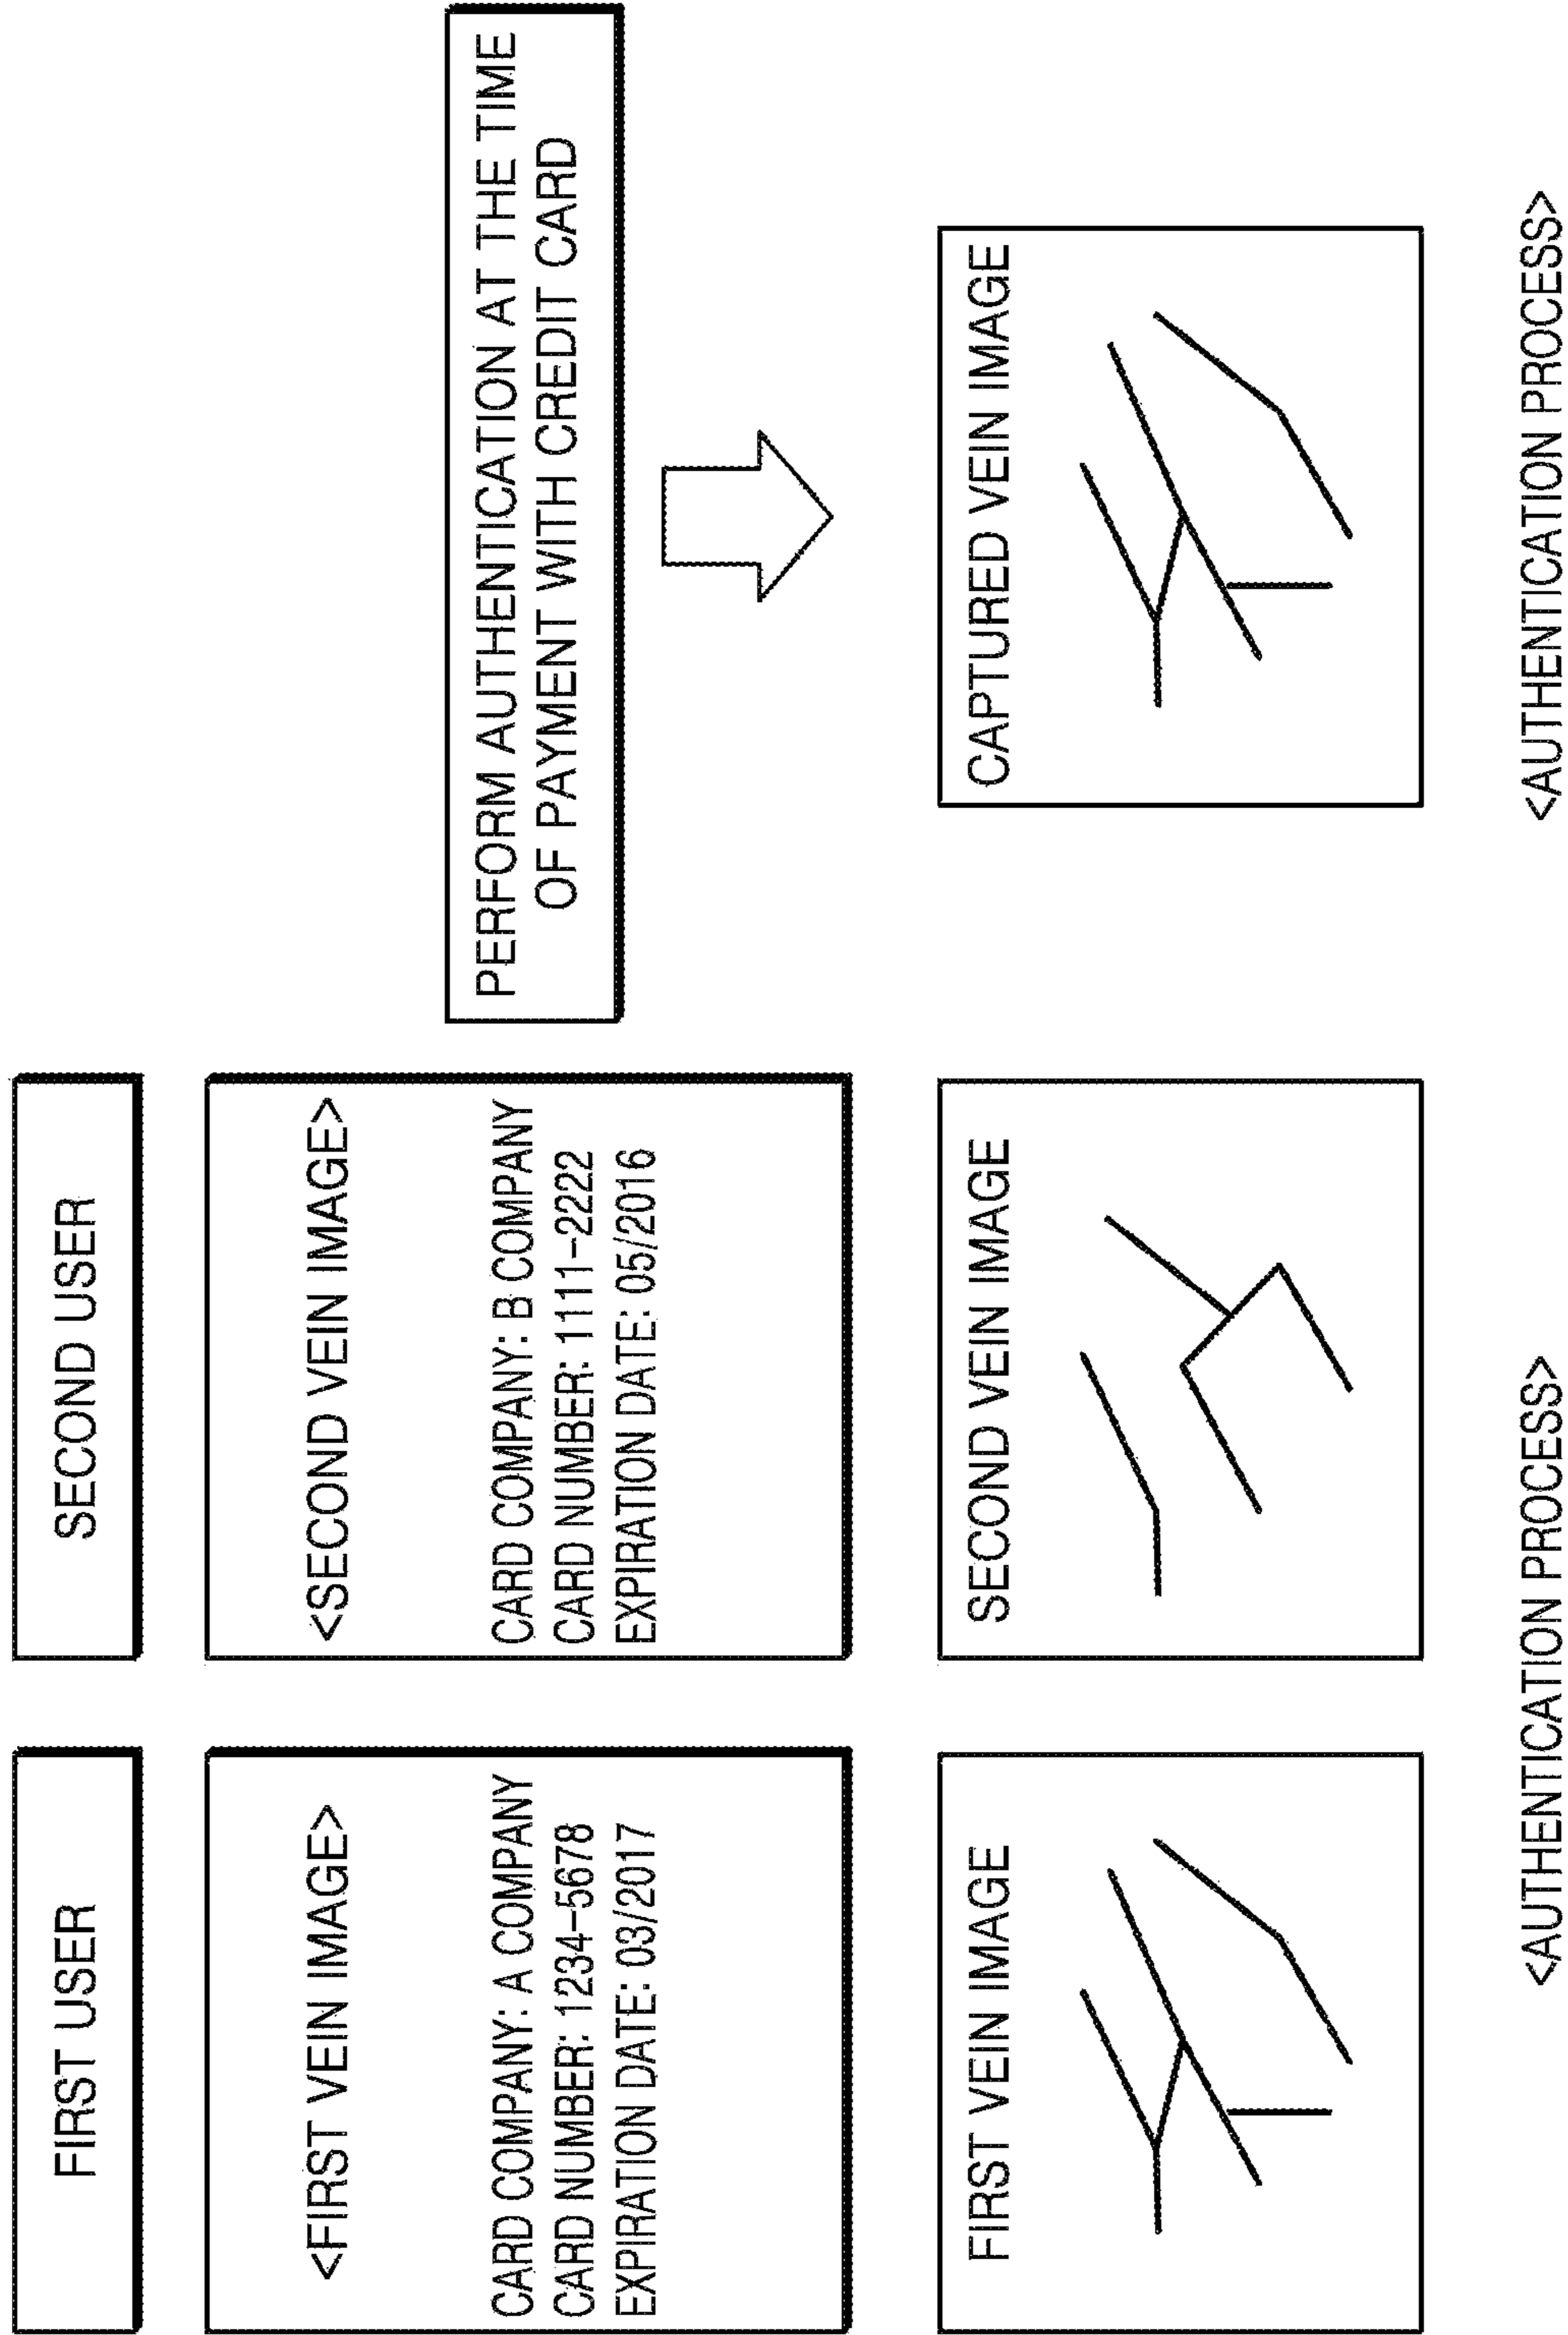 FIRST USER
<FIRST VEIN IMAGE>
CARD COMPANY: A COMPANY
CARD NUMBER: 1234-5678
EXPIRATION DATE: 03/2017
FIRST VEIN IMAGE
SECOND USER
<SECOND VEIN IMAGE>
CARD COMPANY: B COMPANY
CARD NUMBER: 1111-2222
EXPIRATION DATE: 05/2016
SECOND VEIN IMAGE
<AUTHENTICATION PROCESS>
PERFORM AUTHENTICATION AT THE TIME
OF PAYMENT WITH CREDIT CARD
CAPTURED VEIN IMAGE
<AUTHENTICATION PROCESS>